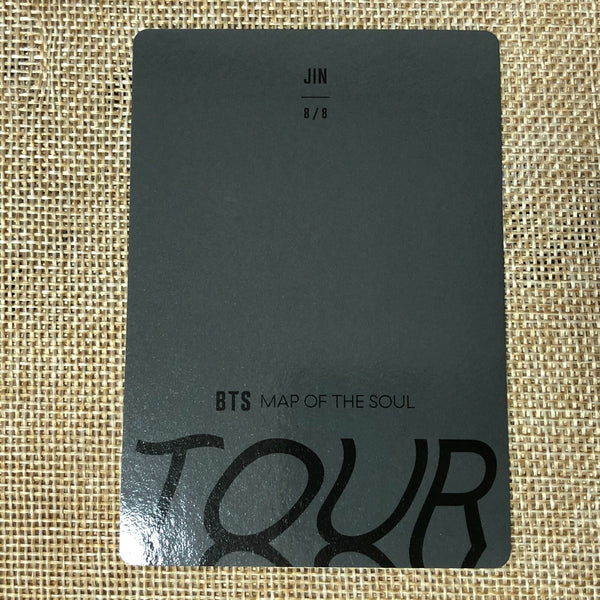 JIN
8/8
BTS MAP OF THE SOUL
TOUR